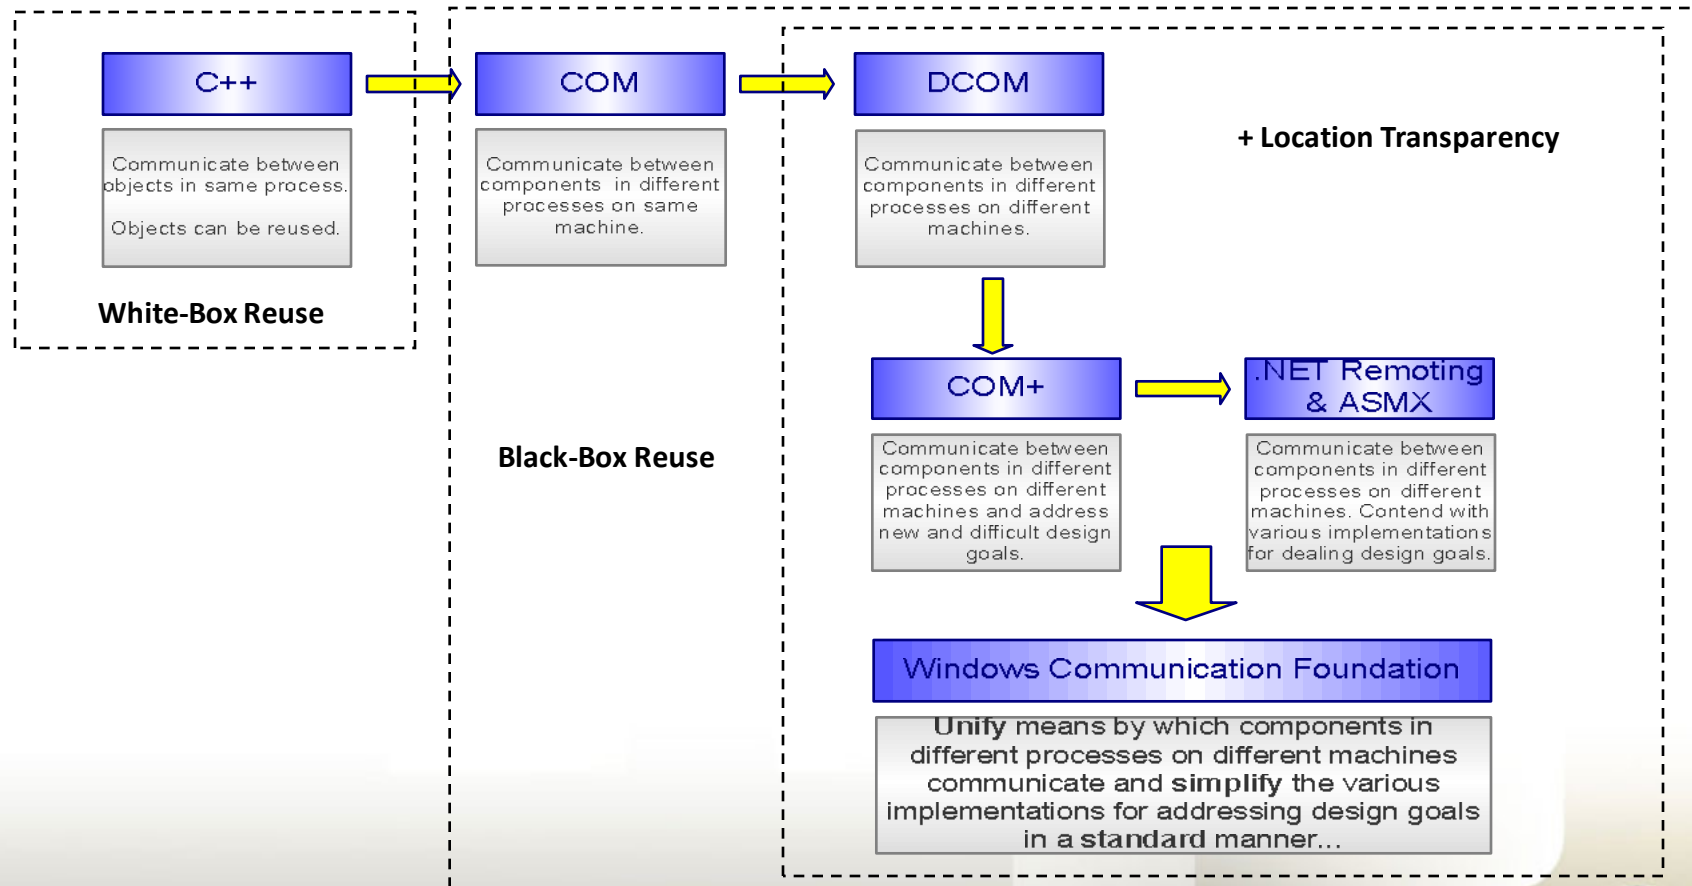 C++
Communicate between
objects in same process.
Objects can be reused.
White-Box Reuse
COM
Communicate between
components in different
processes on same
machine.
Black-Box Reuse
DCOM
Communicate between
components in different
processes on different
machines.
+ Location Transparency
COM+
Communicate between
components in different
processes on different
machines and address
new and difficult design
goals.
.NET Remoting
& ASMX
Communicate between
components in different
processes on different
machines. Contend with
various implementations
for dealing design goals.
Windows Communication Foundation
Unify means by which components in
different processes on different machines
communicate and simplify the various
implementations for addressing design goals
in a standard manner...